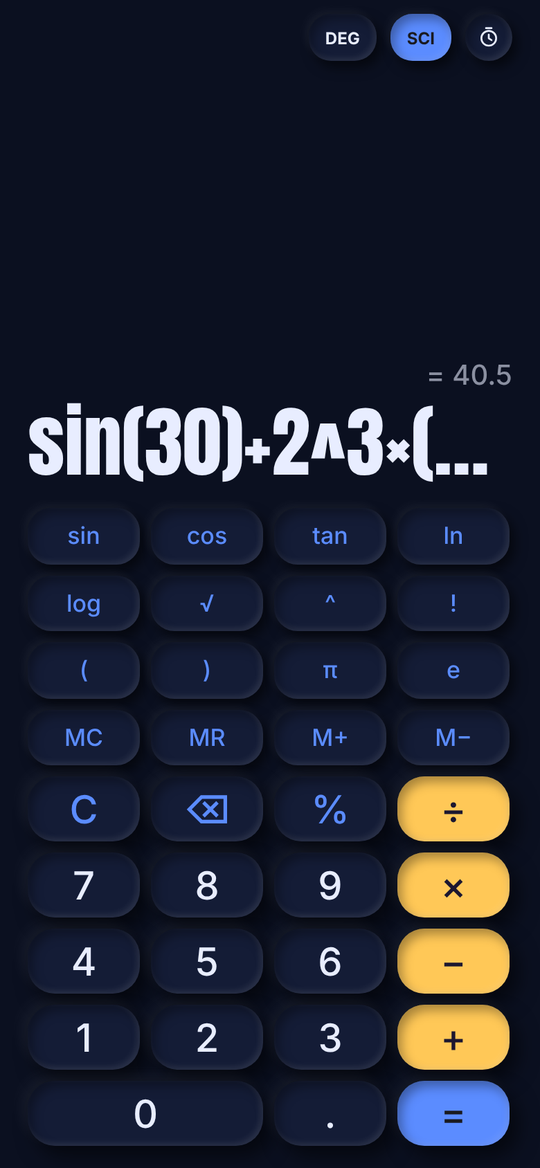 DEG SCI
= 40.5
sin(30)+2^3×(...
sin cos tan ln
log √ ^ !
( ) π e
MC MR M+ M−
C % ÷
7 8 9 ×
4 5 6 −
1 2 3 +
0 . =